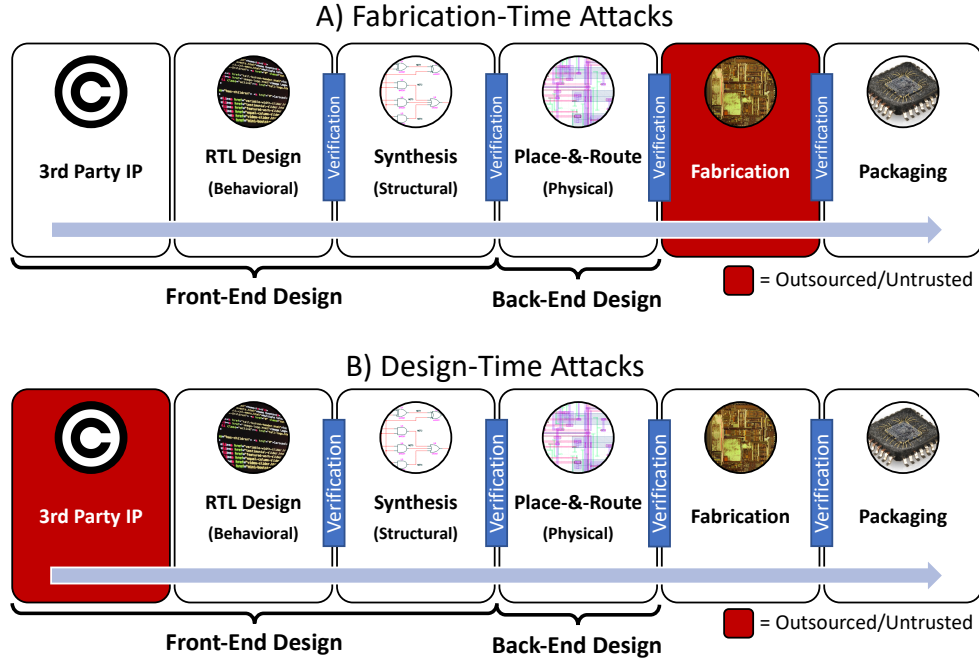 A) Fabrication-Time Attacks
3rd Party IP
RTL Design
(Behavioral)
Verification
Synthesis
(Structural)
Verification
Place-&-Route
(Physical)
Verification
Fabrication
Verification
Packaging
Front-End Design
Back-End Design
= Outsourced/Untrusted
B) Design-Time Attacks
3rd Party IP
RTL Design
(Behavioral)
Verification
Synthesis
(Structural)
Verification
Place-&-Route
(Physical)
Verification
Fabrication
Verification
Packaging
Front-End Design
Back-End Design
= Outsourced/Untrusted